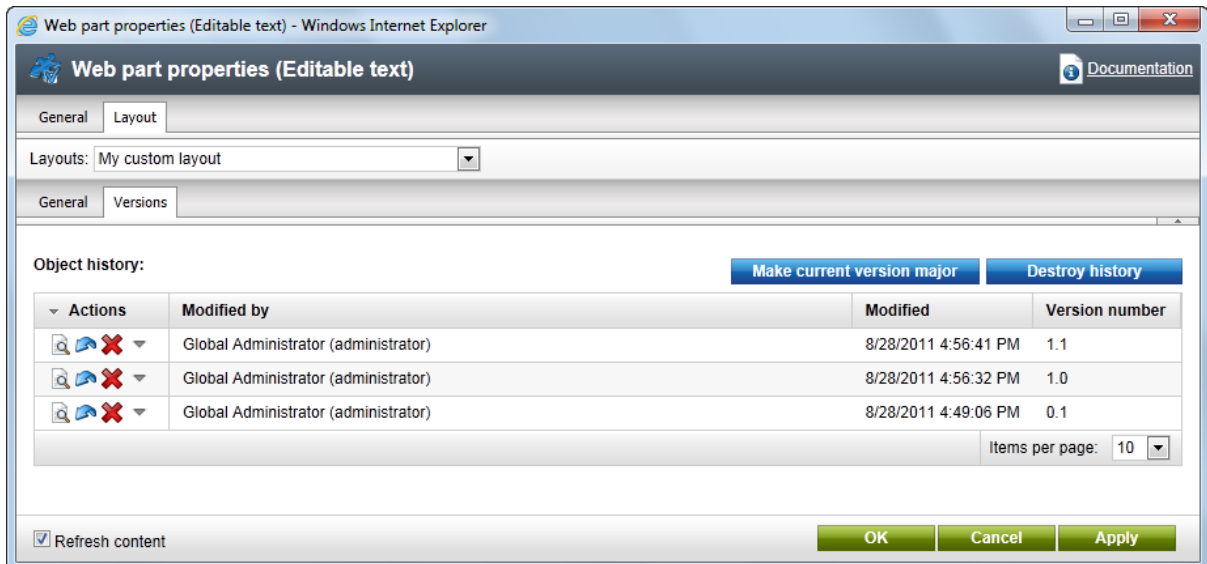 Web part properties (Editable text) - Windows Internet Explorer
Web part properties (Editable text) Documentation
General Layout
Layouts: My custom layout
General Versions
Object history: Make current version major Destroy history
Actions Modified by Modified Version number
Global Administrator (administrator) 8/28/2011 4:56:41 PM 1.1
Global Administrator (administrator) 8/28/2011 4:56:32 PM 1.0
Global Administrator (administrator) 8/28/2011 4:49:06 PM 0.1
Items per page: 10
Refresh content OK Cancel Apply